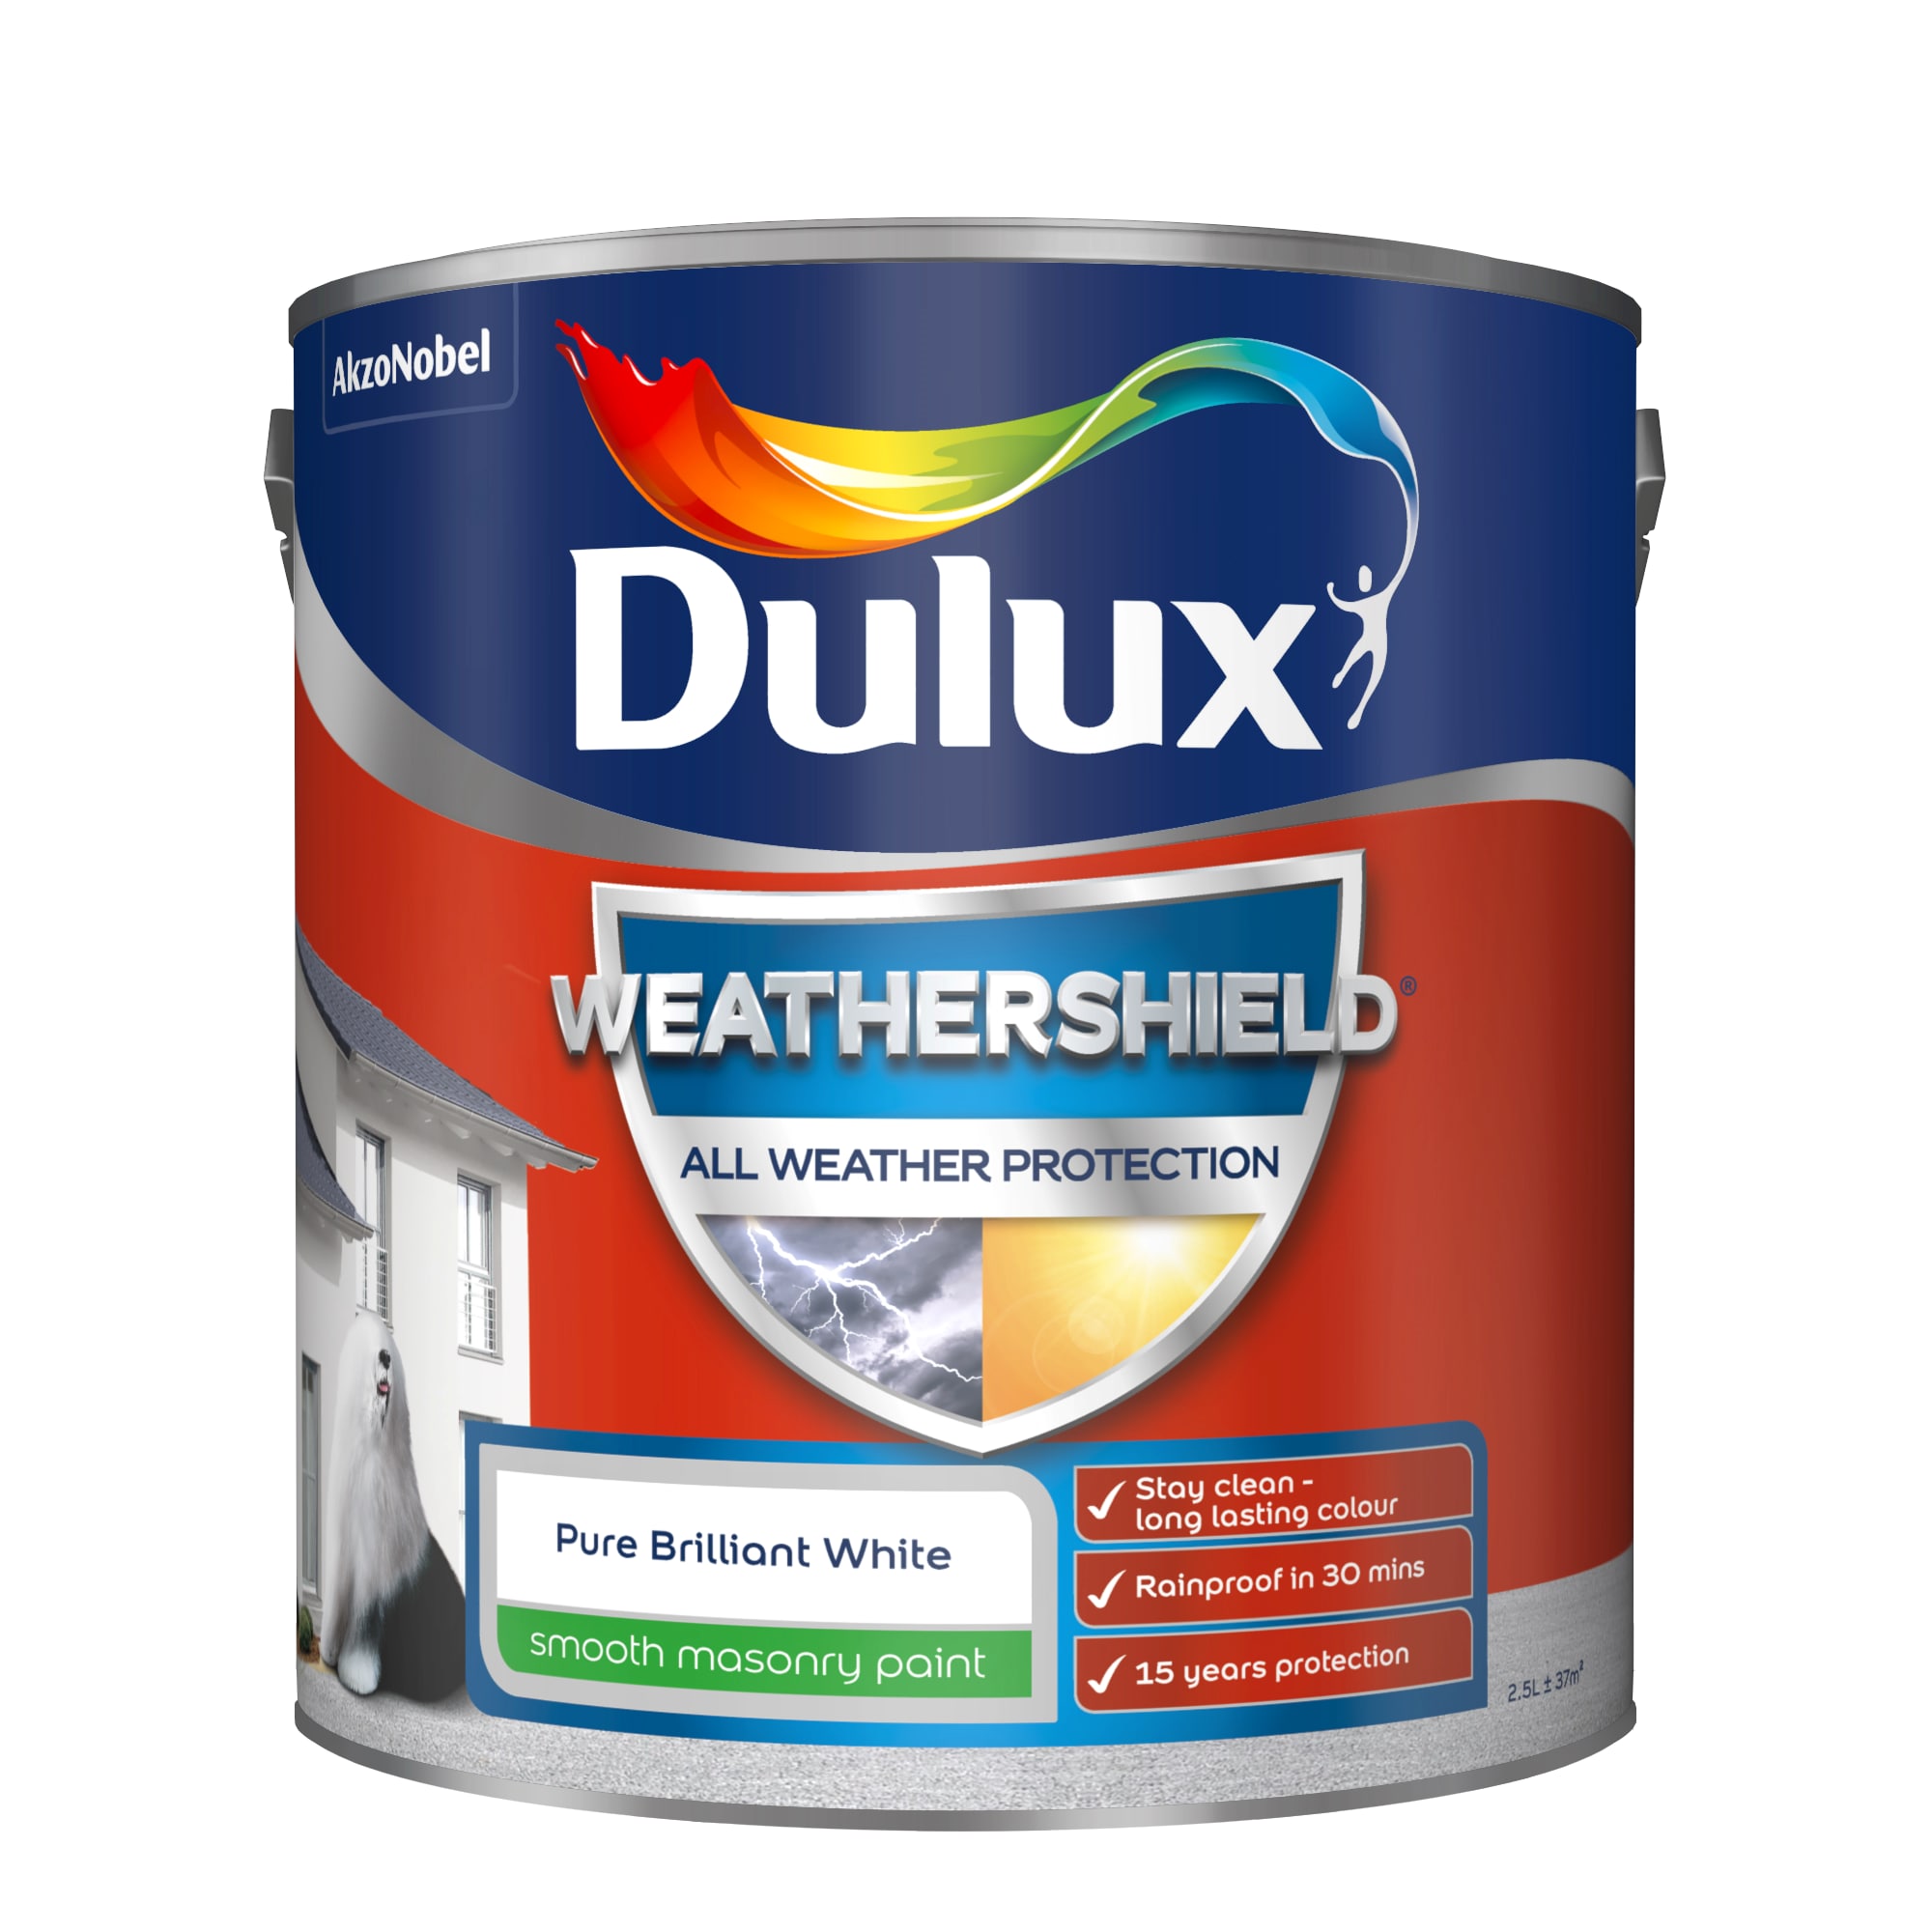 AkzoNobel
Dulux
WEATHERSHIELD®
ALL WEATHER PROTECTION
Pure Brilliant White
smooth masonry paint
✓ Stay clean -
long lasting colour
✓ Rainproof in 30 mins
✓ 15 years protection
2.5L ± 37m²